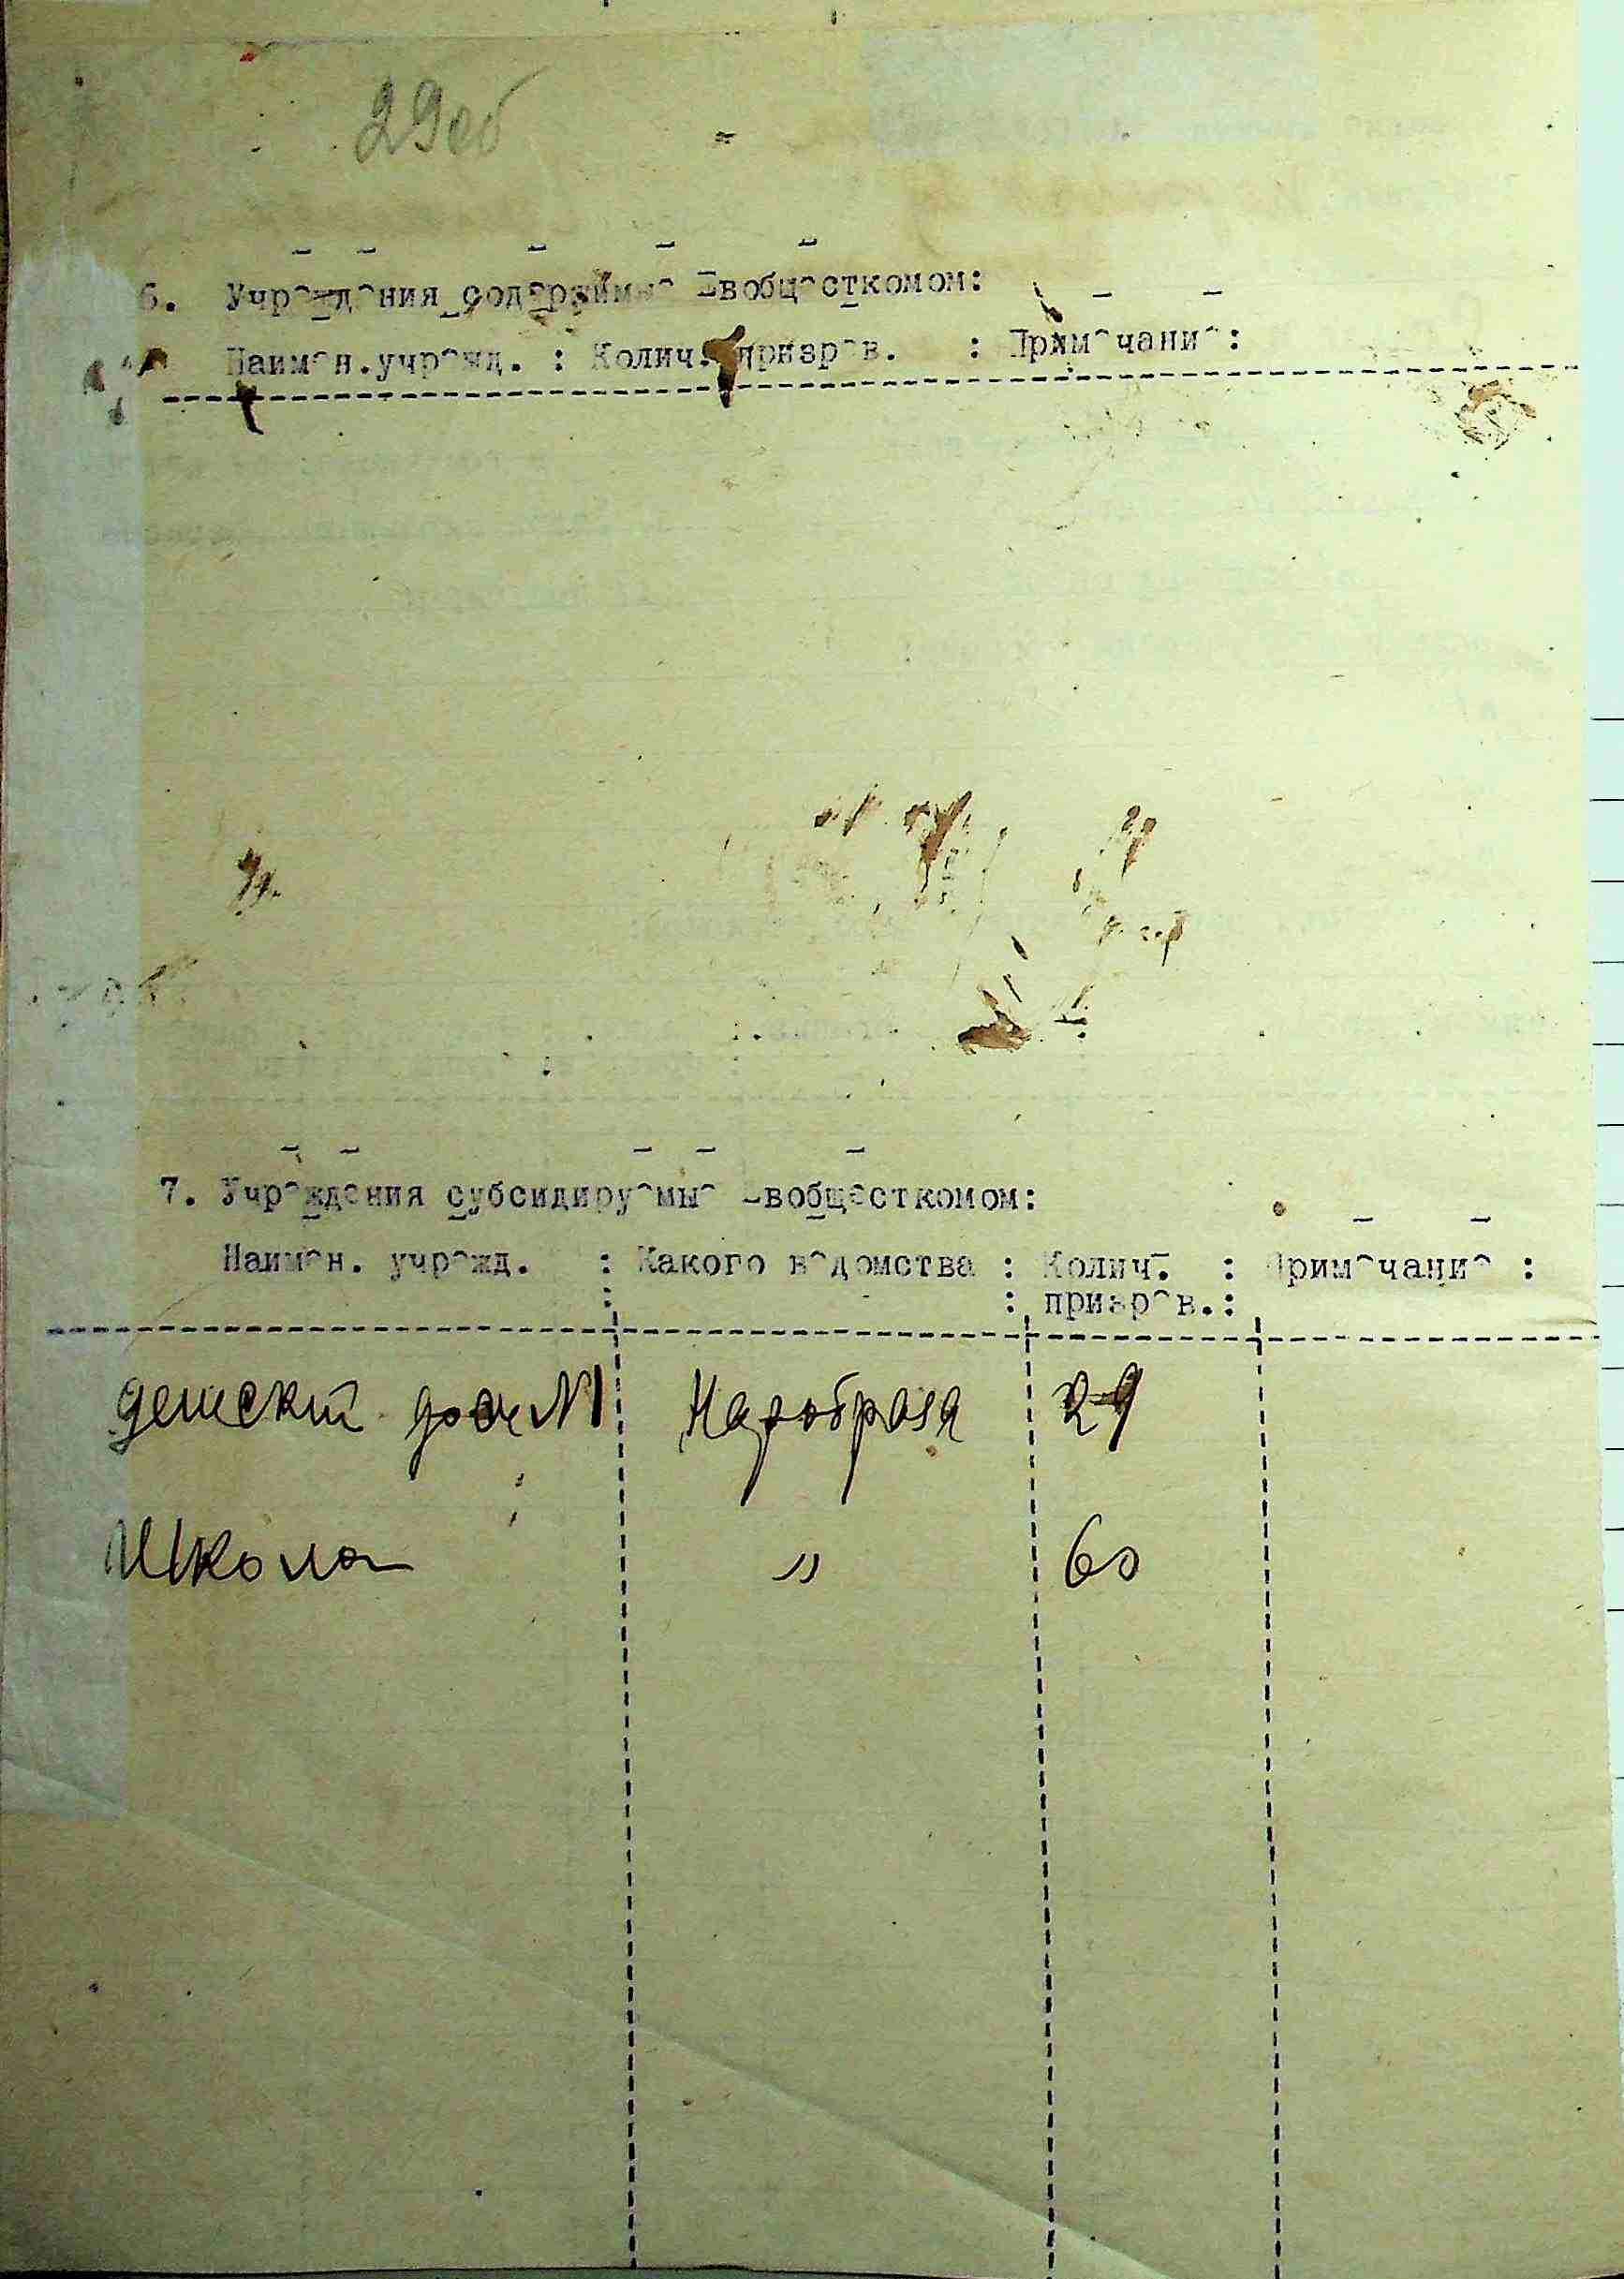 29об
6. Учреждения содержимые Евобщесткомом:
Наимен.учрежд. : Колич. призрев. : Примечание:
7. Учреждения субсидируемые Евобщесткомом:
Наимен. учрежд. : Какого ведомства : Колич. : Примечание :
: : призрев. :
детский дом №1 Наробраза
Школа " 60